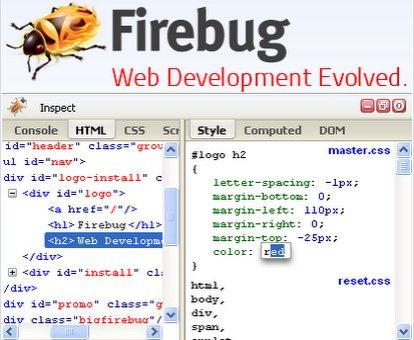 Firebug
Web Development Evolved.
Inspect
Console HTML CSS Style Computed DOM
id="header" class="grou
ul id="nav">
div id="logo-install" class
<div id="logo">
<a href="/"/>
<h1> Firebug</h1>
<h2> Web Developme
</div>
<div id="install" class
/div>
div id="promo" class="g
div class="bigfirebug"/>
#logo h2 master.css
{
letter-spacing: -1px;
margin-bottom: 0;
margin-left: 110px;
margin-right: 0;
margin-top: -25px;
color: red
}
html, reset.css
body,
div,
span,